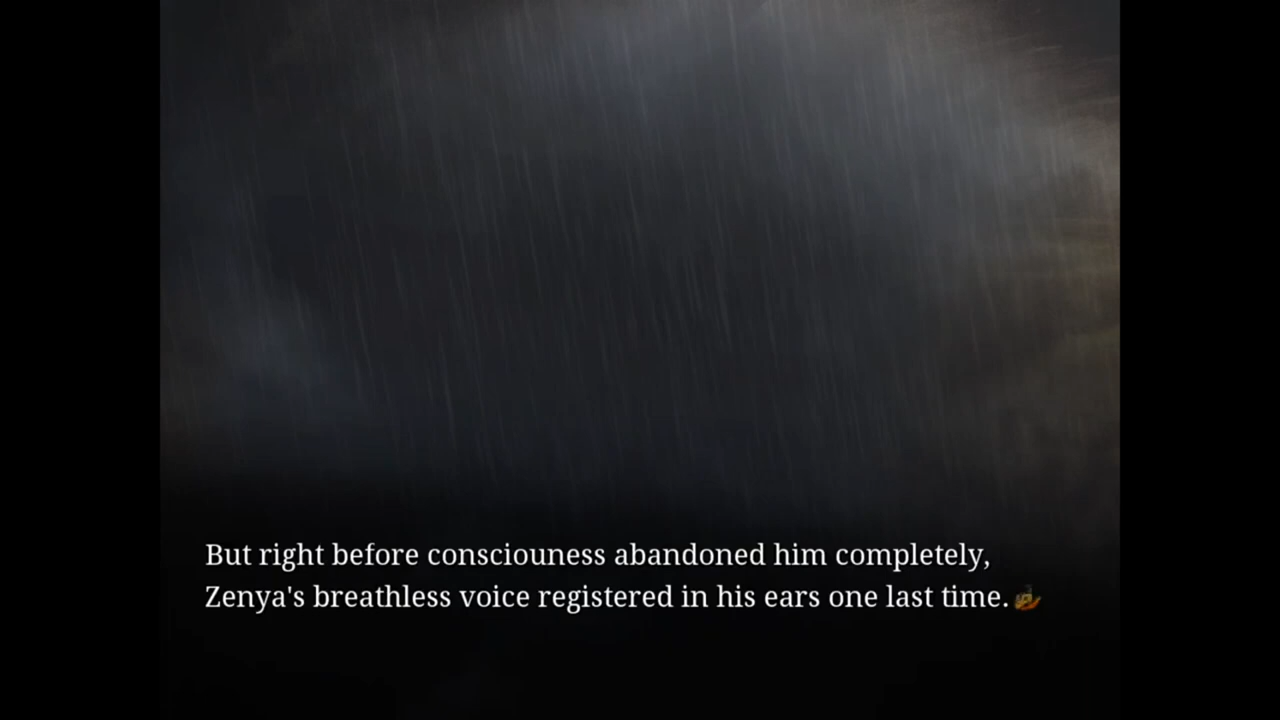 But right before consciouness abandoned him completely,
Zenya's breathless voice registered in his ears one last time.